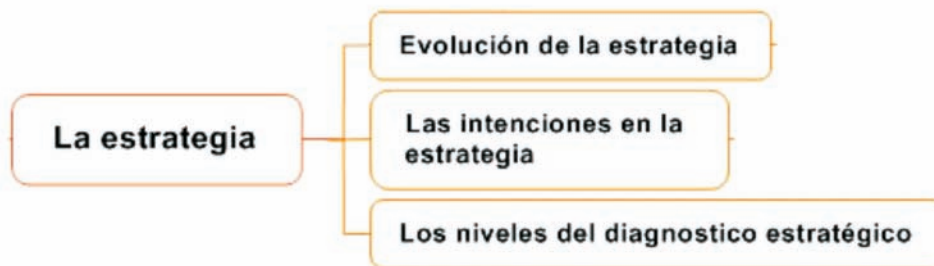 La estrategia
Evolución de la estrategia
Las intenciones en la
estrategia
Los niveles del diagnostico estratégico